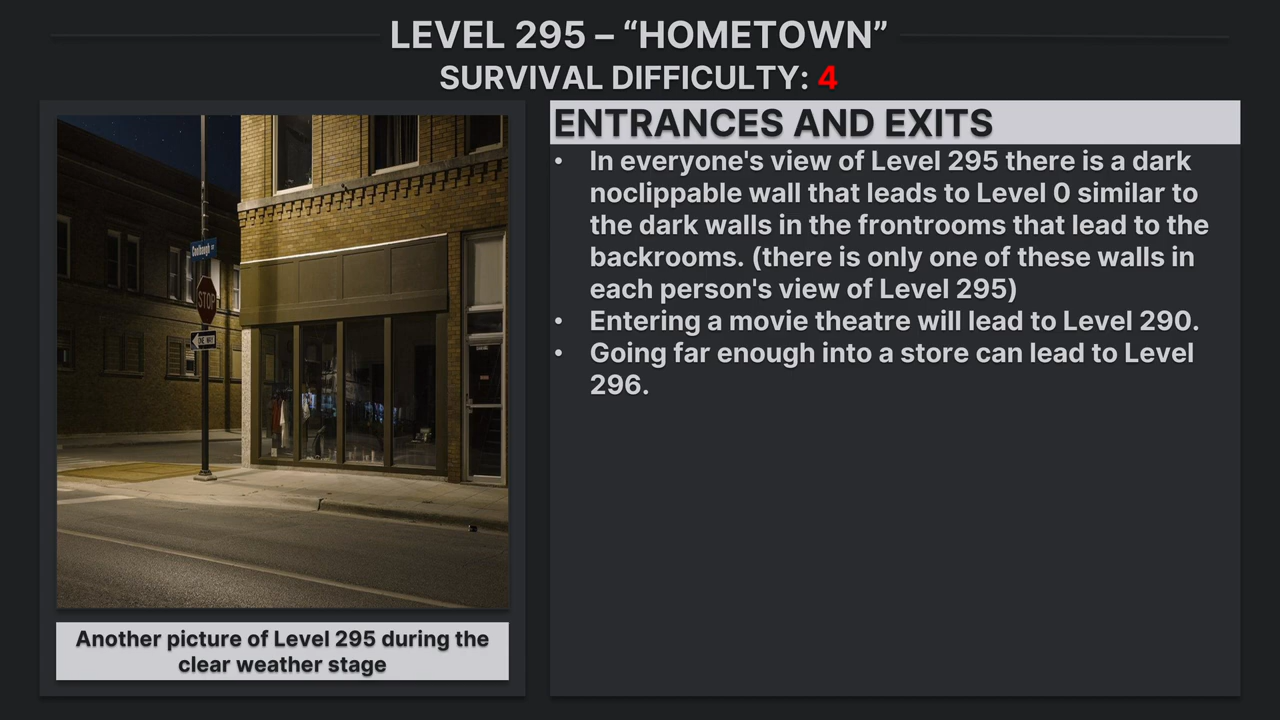 LEVEL 295 – “HOMETOWN”
SURVIVAL DIFFICULTY: 4
ENTRANCES AND EXITS
• In everyone's view of Level 295 there is a dark
noclippable wall that leads to Level 0 similar to
the dark walls in the frontrooms that lead to the
backrooms. (there is only one of these walls in
each person's view of Level 295)
• Entering a movie theatre will lead to Level 290.
• Going far enough into a store can lead to Level
296.
STOP
ONE WAY
Another picture of Level 295 during the
clear weather stage